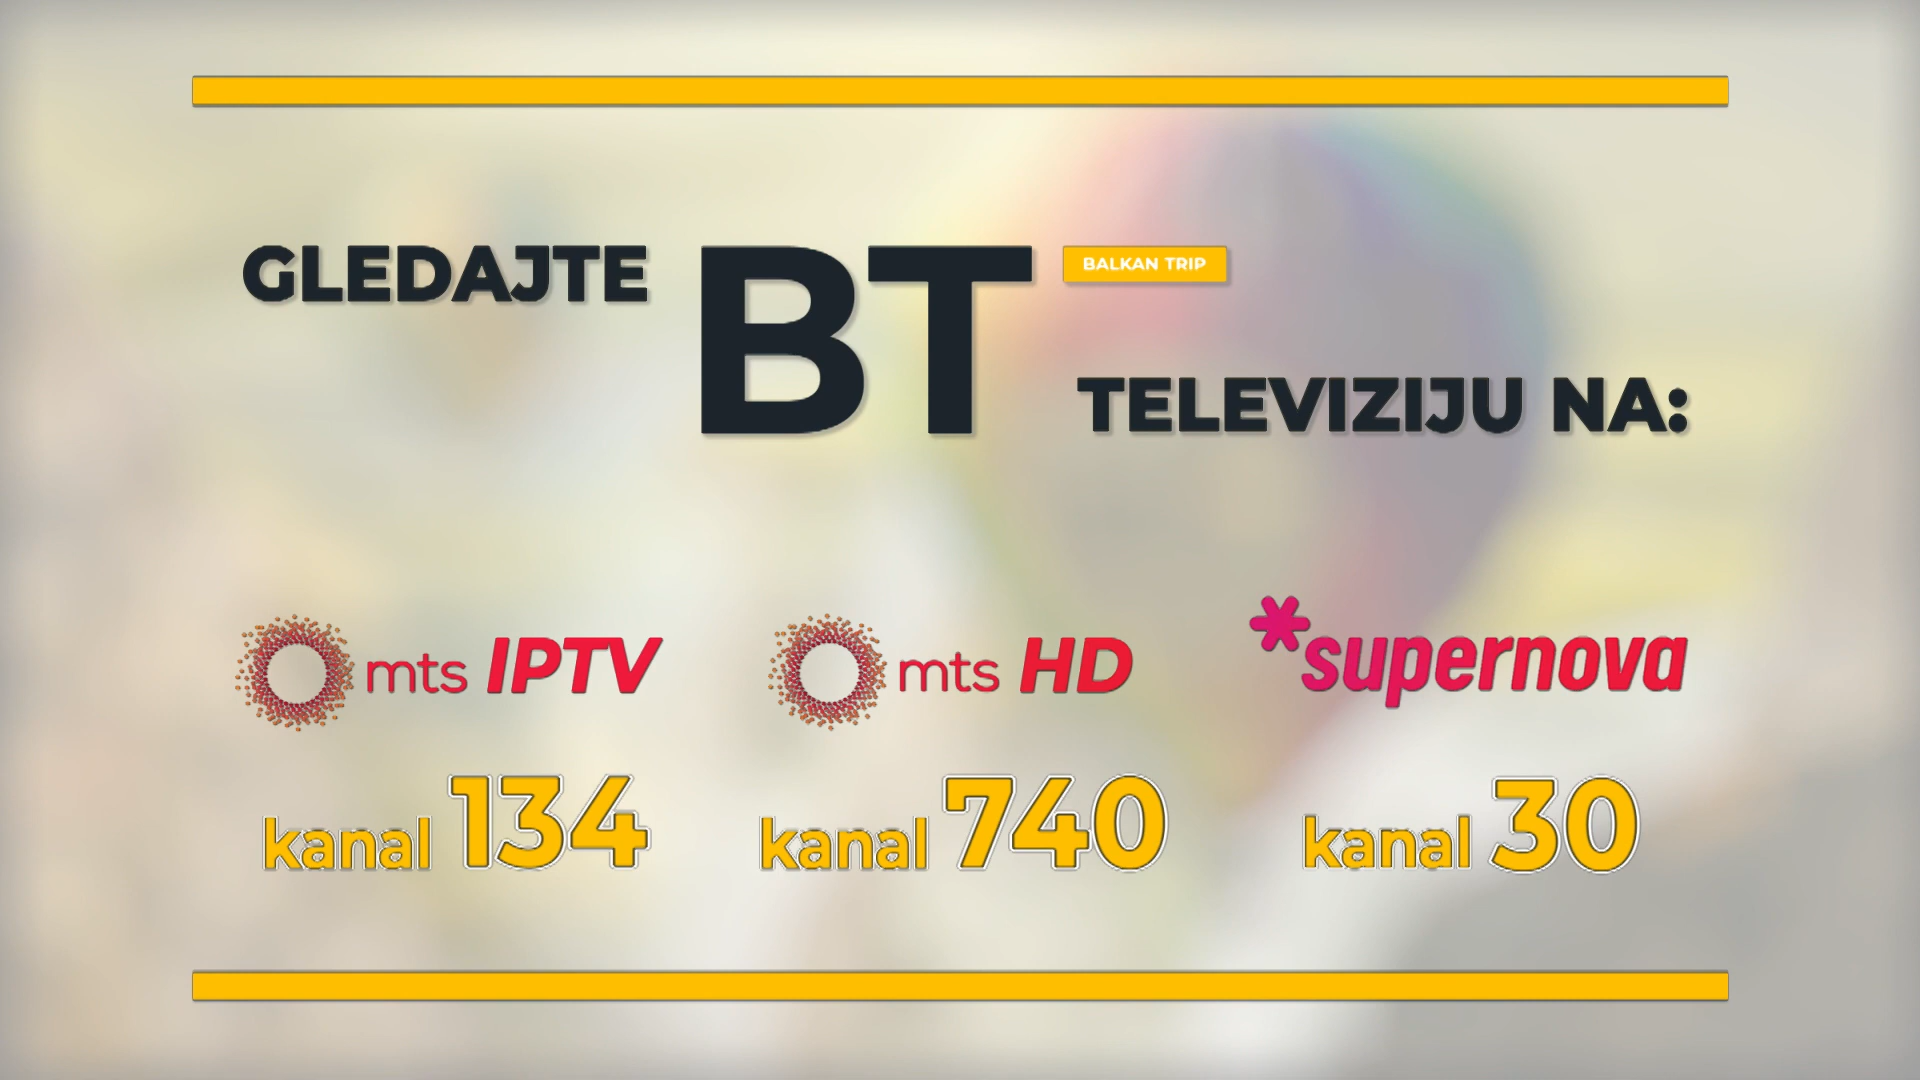 GLEDAJTE BT BALKAN TRIP
TELEVIZIJU NA:
mts IPTV
kanal 134
mts HD
kanal 740
*supernova
kanal 30